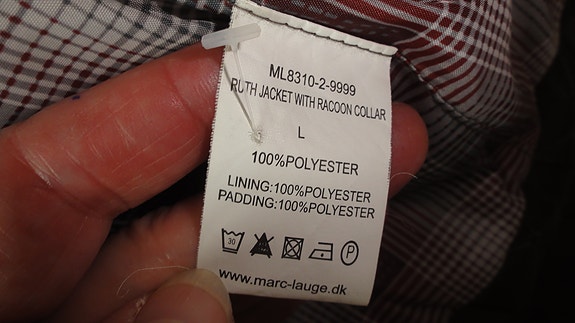 ML8310-2-9999
RUTH JACKET WITH RACOON COLLAR
L
100%POLYESTER
LINING:100%POLYESTER
PADDING:100%POLYESTER
30 P
www.marc-lauge.dk